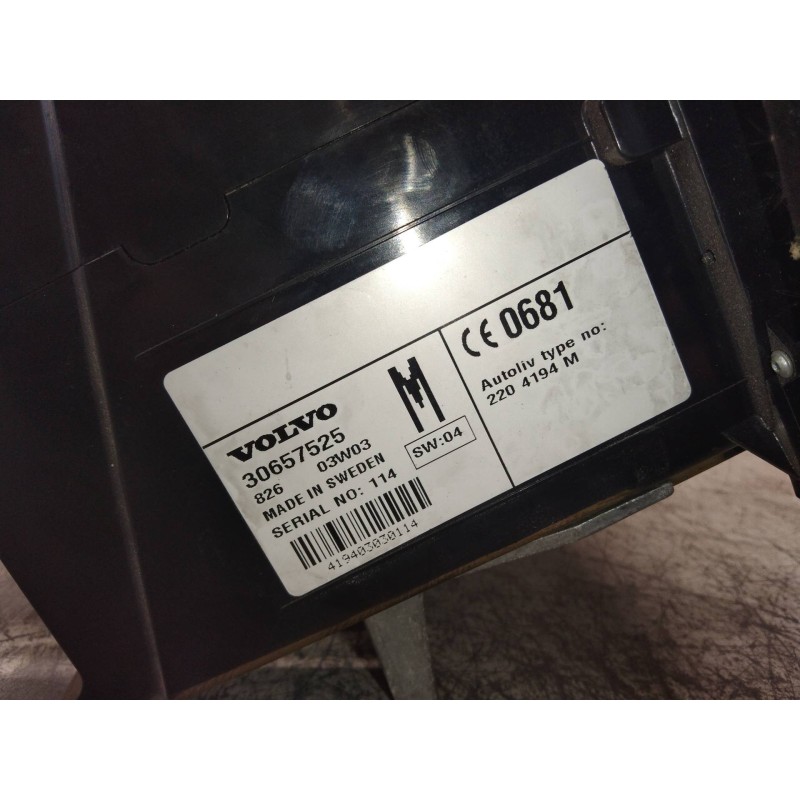 VOLVO
30657525
826 03W03
MADE IN SWEDEN
SERIAL NO: 114
419403030114
SW:04
CE 0681
Autoliv type no:
220 4194 M